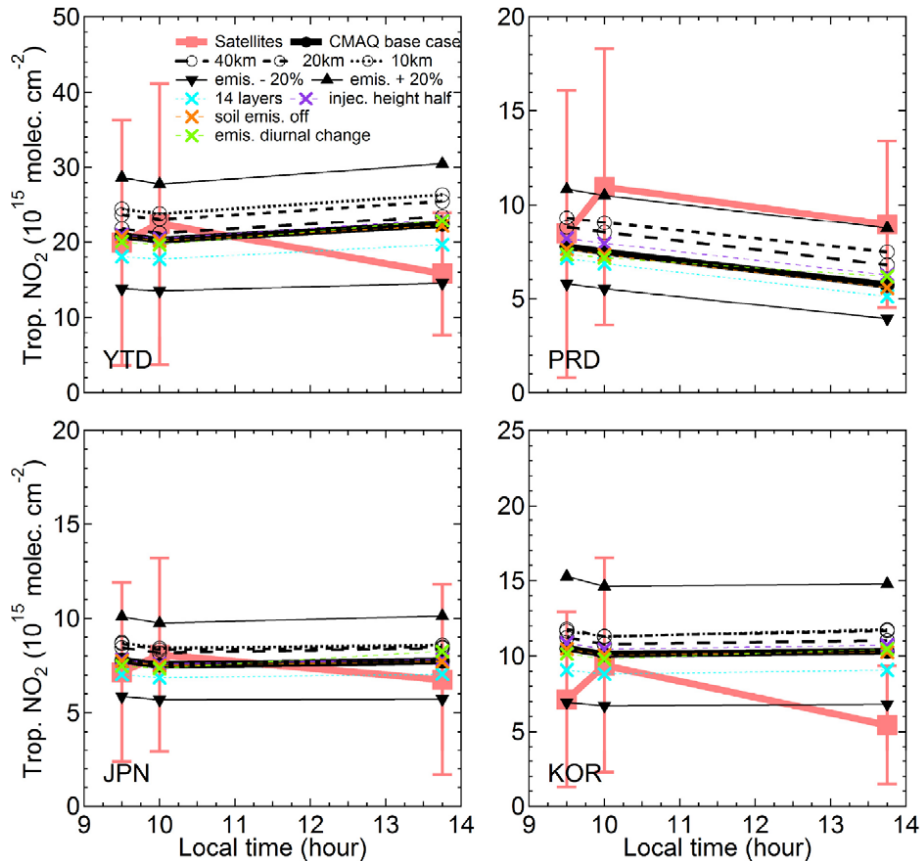 Trop. NO2 (10^15 molec. cm^-2)
50
40
30
20
10
0
Satellites CMAQ base case
40km 20km 10km
emis. - 20% emis. + 20%
14 layers injec. height half
soil emis. off
emis. diurnal change
YTD
20
15
10
5
0
PRD
Trop. NO2 (10^15 molec. cm^-2)
20
15
10
5
0
JPN
9 10 11 12 13 14
Local time (hour)
25
20
15
10
5
0
KOR
9 10 11 12 13 14
Local time (hour)